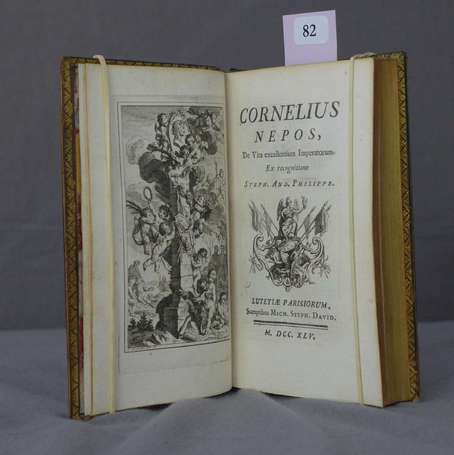 82
CORNELIUS
NEPOS,
De Vita excellentium Imperatorum.
Ex recognitione
STEPH. AND. PHILIPPE.
LUTETIÆ PARISIORUM,
Sumptibus MICH. STEPH. DAVID.
M. DCC. XLV.